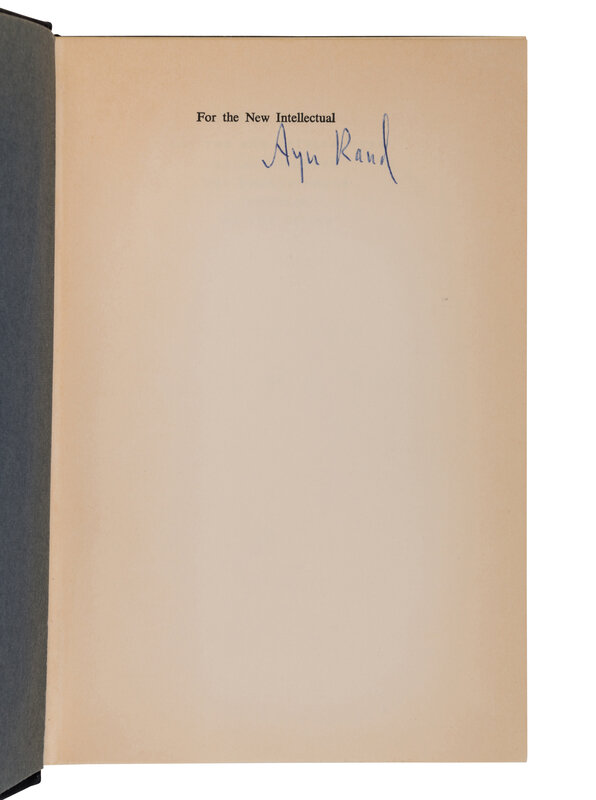 For the New Intellectual
Ayn Rand